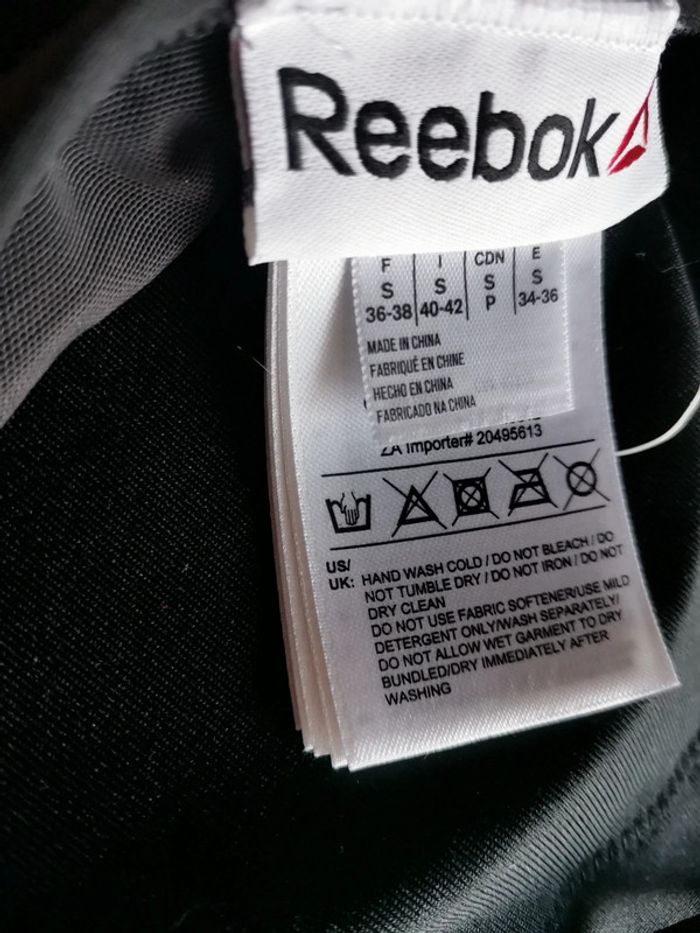 Reebok
F I CDN E
S S S S
36-38 40-42 P 34-36
MADE IN CHINA
FABRIQUÉ EN CHINE
HECHO EN CHINA
FABRICADO NA CHINA
ZA Importer# 20495613
US/
UK: HAND WASH COLD / DO NOT BLEACH / DO
NOT TUMBLE DRY / DO NOT IRON / DO NOT
DRY CLEAN
DO NOT USE FABRIC SOFTENER/USE MILD
DETERGENT ONLY/WASH SEPARATELY/
DO NOT ALLOW WET GARMENT TO DRY
BUNDLED/DRY IMMEDIATELY AFTER
WASHING